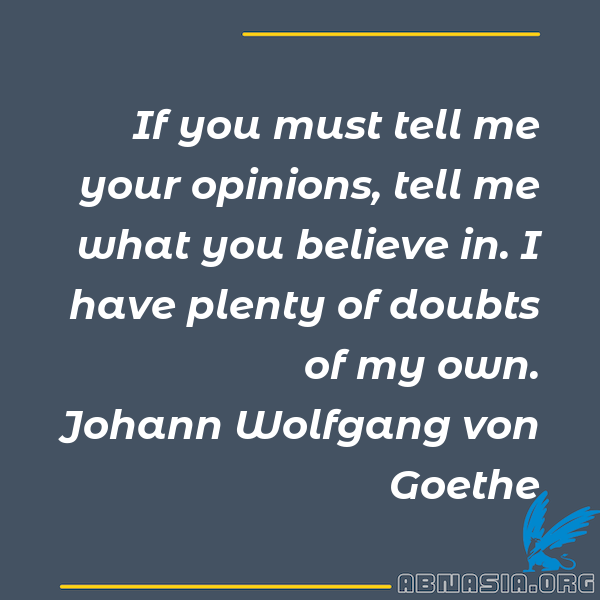 If you must tell me
your opinions, tell me
what you believe in. I
have plenty of doubts
of my own.
Johann Wolfgang von
Goethe
ABNASIA.ORG